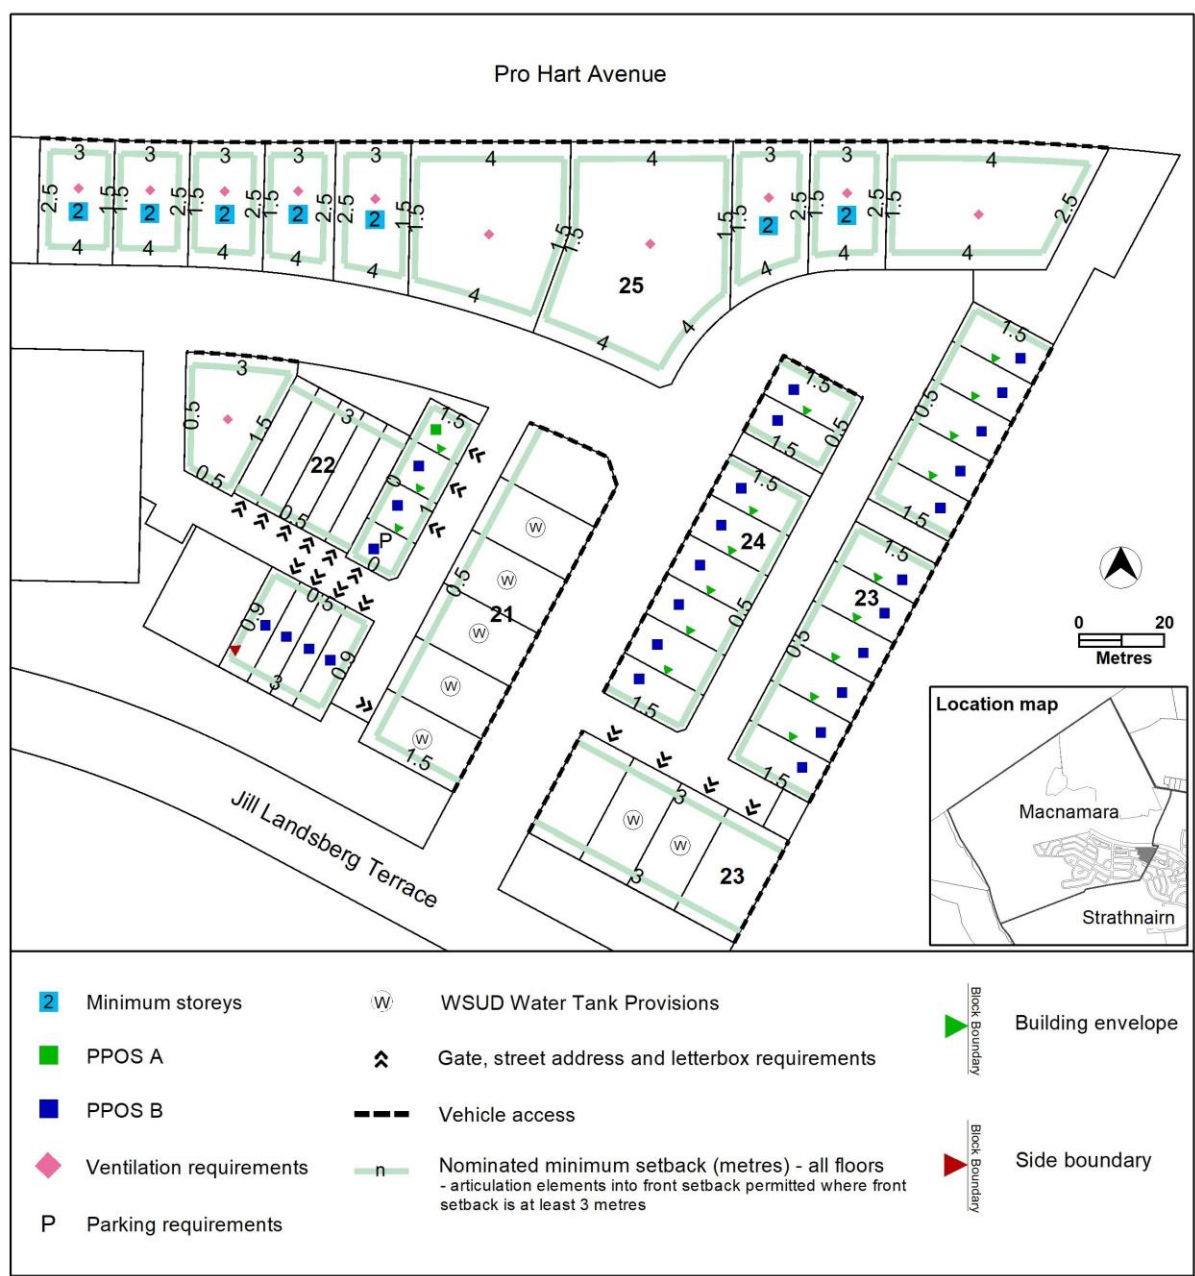 Pro Hart Avenue
3 3 3 3 3 4 4 3 3 4
2.5 1.5 2.5 1.5 2.5 2.5 1.5 1.5 1.5 1.5 1.5 2.5 1.5 2.5
2 2 2 2 2 2 2
4 4 4 4 4 4 4 4 4 4 4
25
1.5
3 1.5 1.5
0.5 1.5 3 0.5 0.5
22 0 1 1.5
0.5 0.5 1.5 1.5
W
P 0 24 1.5
W 0.5 23
0.5 21
0.9 W 0.5 0.5
0.9 W
3 1.5
W 1.5 1.5
3
W W
3 23
Jill Landsberg Terrace
0 20
Metres
Location map
Macnamara
Strathnairn
2 Minimum storeys
PPOS A
PPOS B
Ventilation requirements
P Parking requirements
W WSUD Water Tank Provisions
Gate, street address and letterbox requirements
Vehicle access
n Nominated minimum setback (metres) - all floors
- articulation elements into front setback permitted where front
setback is at least 3 metres
Block Boundary
Building envelope
Block Boundary
Side boundary